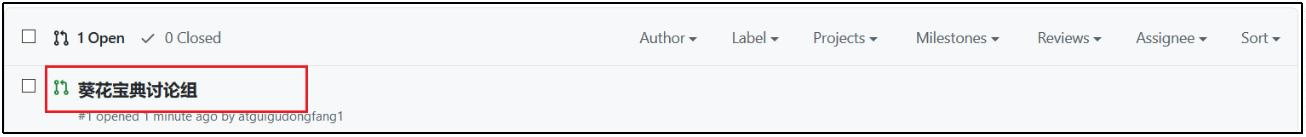 1 Open 0 Closed Author Label Projects Milestones Reviews Assignee Sort
葵花宝典讨论组
#1 opened 1 minute ago by atguigudongfang1